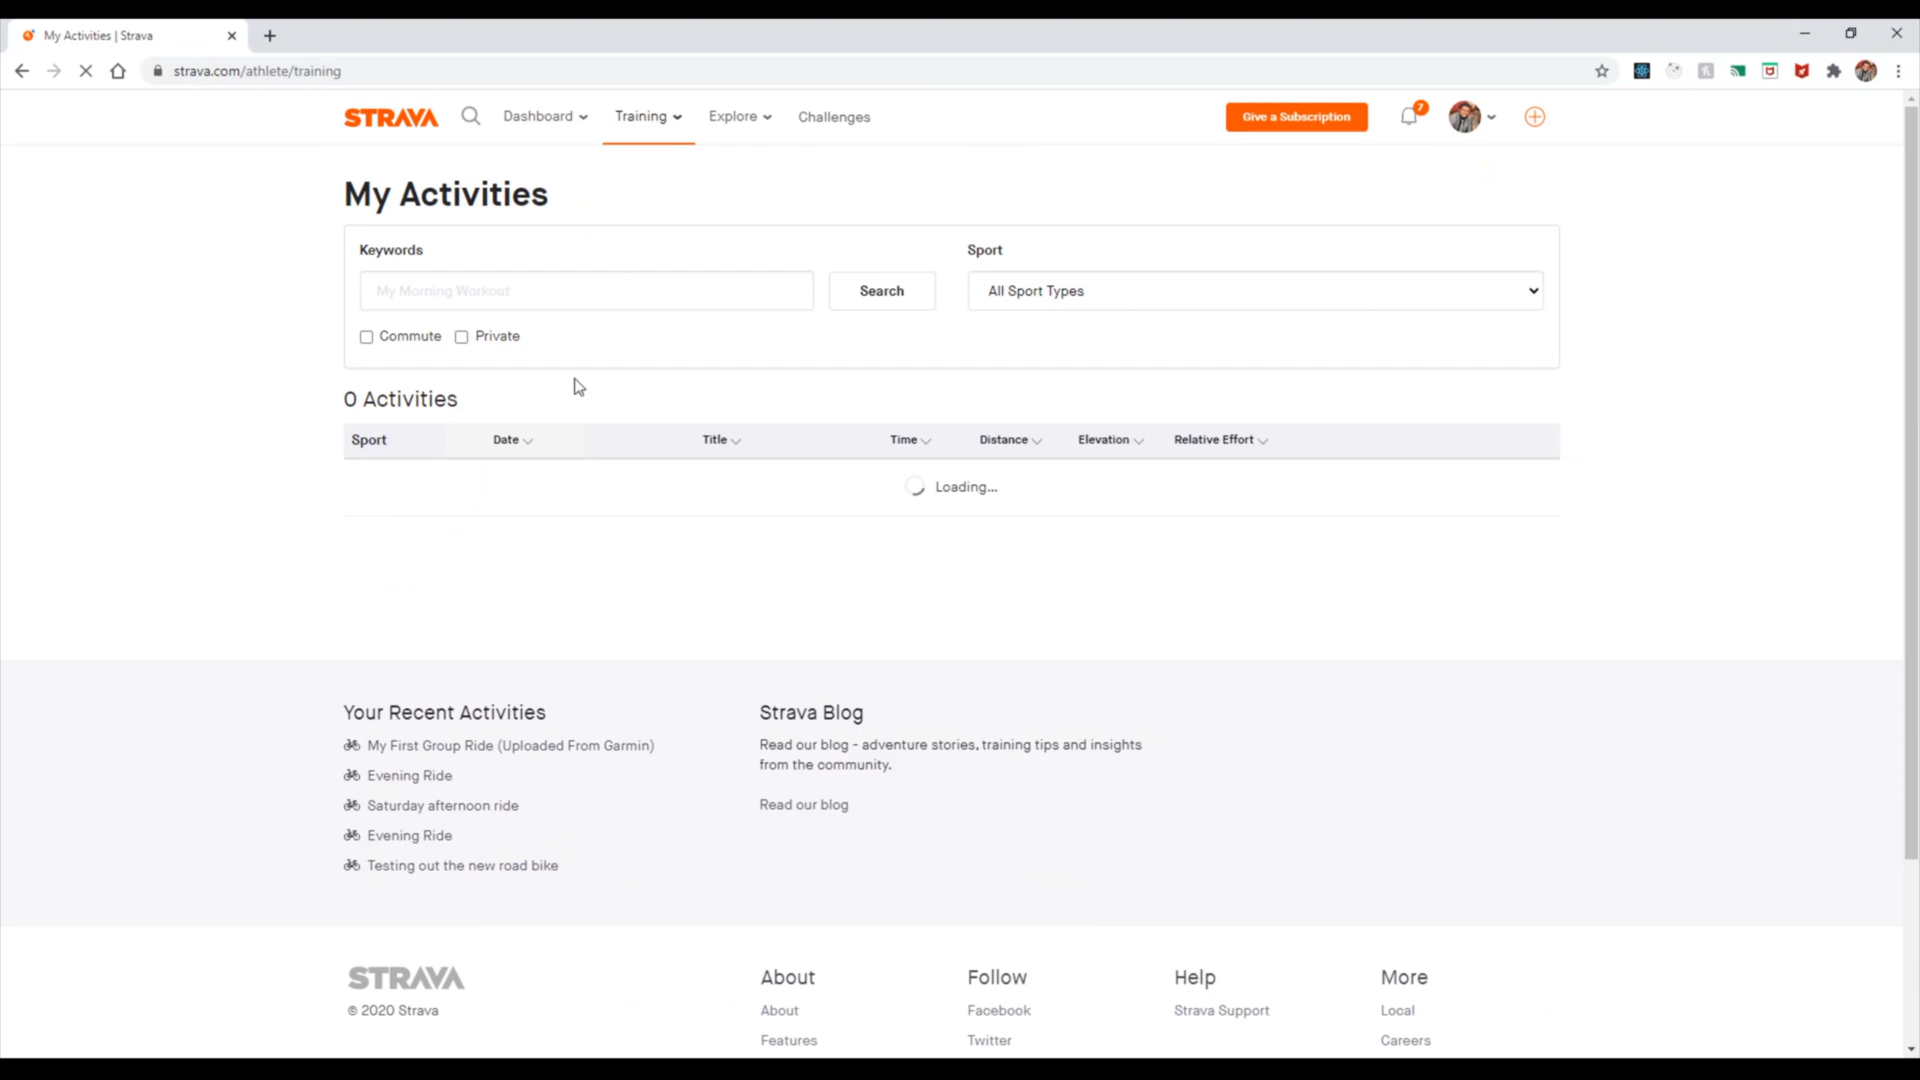 My Activities | Strava
strava.com/athlete/training
STRAVA Dashboard Training Explore Challenges Give a Subscription 7
My Activities
Keywords Sport
My Morning Workout Search All Sport Types
Commute Private
0 Activities
Sport Date Title Time Distance Elevation Relative Effort
Loading...
Your Recent Activities
My First Group Ride (Uploaded From Garmin)
Evening Ride
Saturday afternoon ride
Evening Ride
Testing out the new road bike
Strava Blog
Read our blog - adventure stories, training tips and insights
from the community.
Read our blog
STRAVA
© 2020 Strava
About
About
Features
Follow
Facebook
Twitter
Help
Strava Support
More
Local
Careers